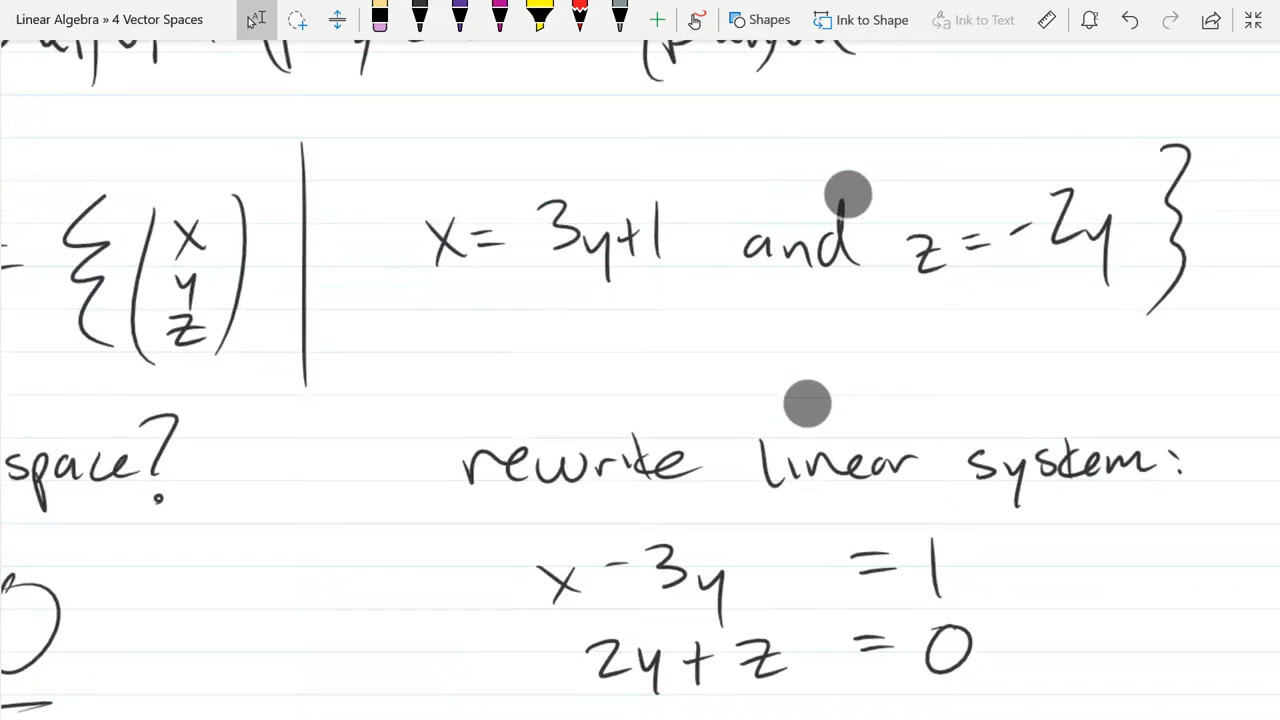 Linear Algebra » 4 Vector Spaces Shapes Ink to Shape Ink to Text
= { ( x y z ) | x = 3y+1 and z = -2y }
space? rewrite linear system:
x - 3y = 1
2y + z = 0